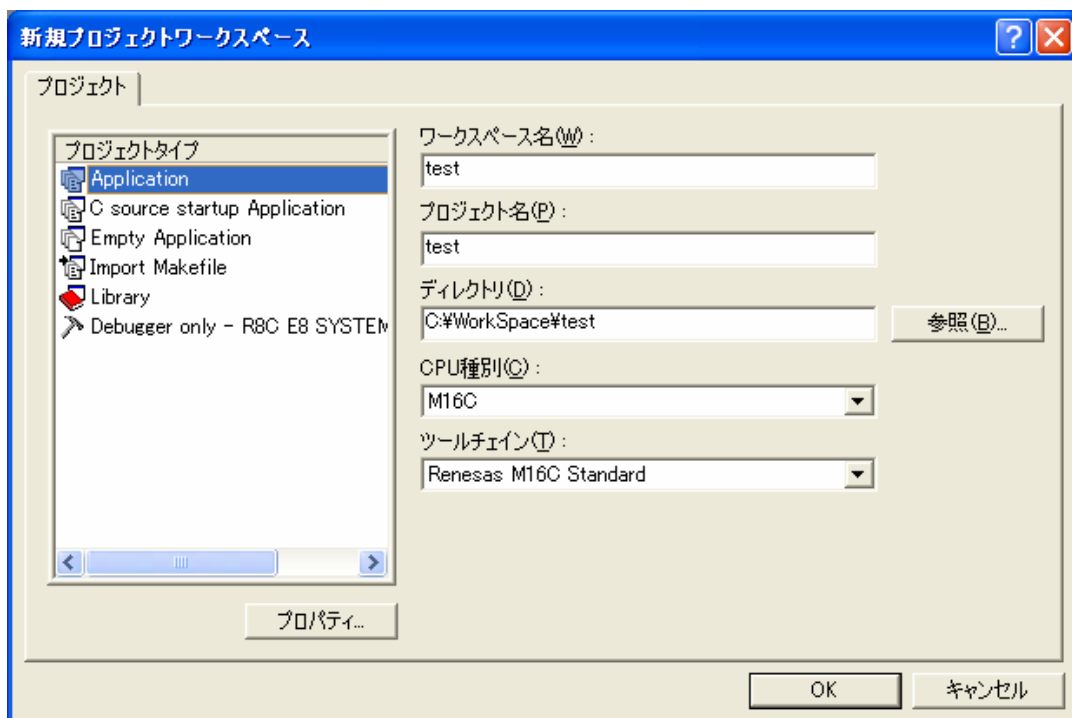 新規プロジェクトワークスペース
プロジェクト
プロジェクトタイプ
Application
C source startup Application
Empty Application
Import Makefile
Library
Debugger only - R8C E8 SYSTEM
プロパティ...
ワークスペース名(W) :
test
プロジェクト名(P) :
test
ディレクトリ(D) :
C:¥WorkSpace¥test
参照(B)...
CPU種別(C) :
M16C
ツールチェイン(T) :
Renesas M16C Standard
OK
キャンセル